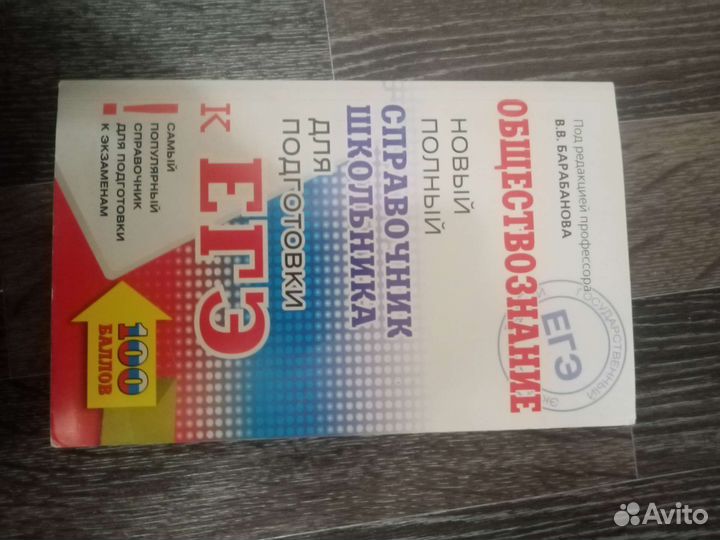 Под редакцией профессора
В.В. БАРАБАНОВА
ОБЩЕСТВОЗНАНИЕ
ГОСУДАРСТВЕННЫЙ
ЕГЭ
НОВЫЙ
ПОЛНЫЙ
СПРАВОЧНИК
ШКОЛЬНИКА
ДЛЯ
ПОДГОТОВКИ
К ЕГЭ
!
САМЫЙ
ПОПУЛЯРНЫЙ
СПРАВОЧНИК
ДЛЯ ПОДГОТОВКИ
К ЭКЗАМЕНАМ
100
БАЛЛОВ
Avito